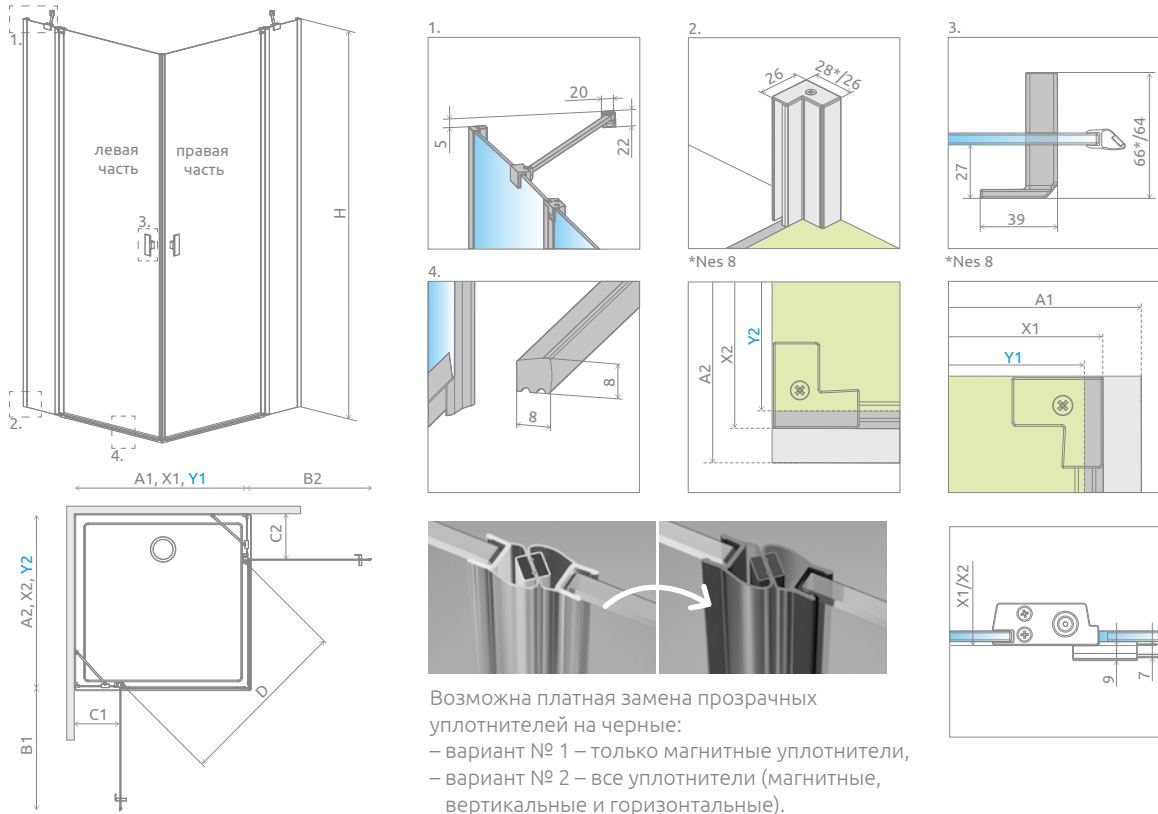 1.
левая
часть
правая
часть
3.
H
2.
4.
A1, X1, Y1
B2
C2
A2, X2, Y2
D
C1
B1
1.
20
5
22
2.
26
28*/26
*Nes 8
3.
27
39
66*/64
*Nes 8
4.
8
8
A2
X2
Y2
A1
X1
Y1
X1/X2
9
7
Возможна платная замена прозрачных
уплотнителей на черные:
– вариант № 1 – только магнитные уплотнители,
– вариант № 2 – все уплотнители (магнитные,
вертикальные и горизонтальные).